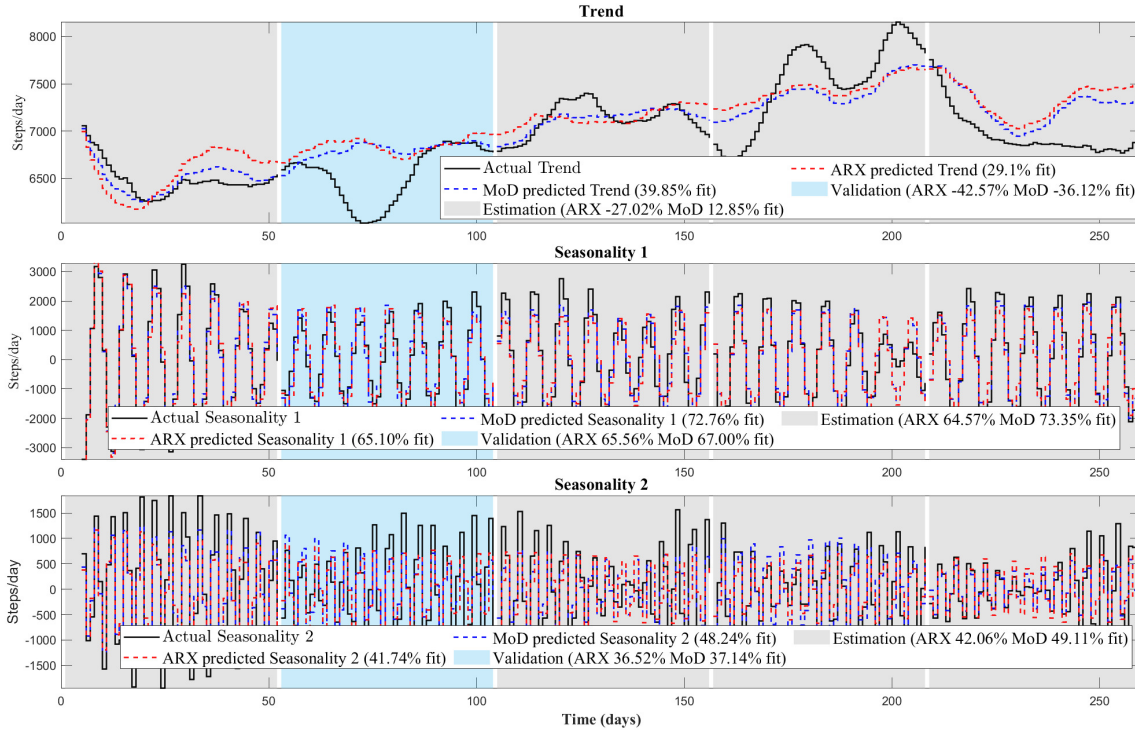 Trend
8000
7500
7000
6500
Steps/day
Actual Trend
MoD predicted Trend (39.85% fit)
Estimation (ARX -27.02% MoD 12.85% fit)
ARX predicted Trend (29.1% fit)
Validation (ARX -42.57% MoD -36.12% fit)
0 50 100 150 200 250
Seasonality 1
3000
2000
1000
0
-1000
-2000
-3000
Steps/day
Actual Seasonality 1
ARX predicted Seasonality 1 (65.10% fit)
MoD predicted Seasonality 1 (72.76% fit)
Validation (ARX 65.56% MoD 67.00% fit)
Estimation (ARX 64.57% MoD 73.35% fit)
0 50 100 150 200 250
Seasonality 2
1500
1000
500
0
-500
-1000
-1500
Steps/day
Actual Seasonality 2
ARX predicted Seasonality 2 (41.74% fit)
MoD predicted Seasonality 2 (48.24% fit)
Validation (ARX 36.52% MoD 37.14% fit)
Estimation (ARX 42.06% MoD 49.11% fit)
0 50 100 150 200 250
Time (days)